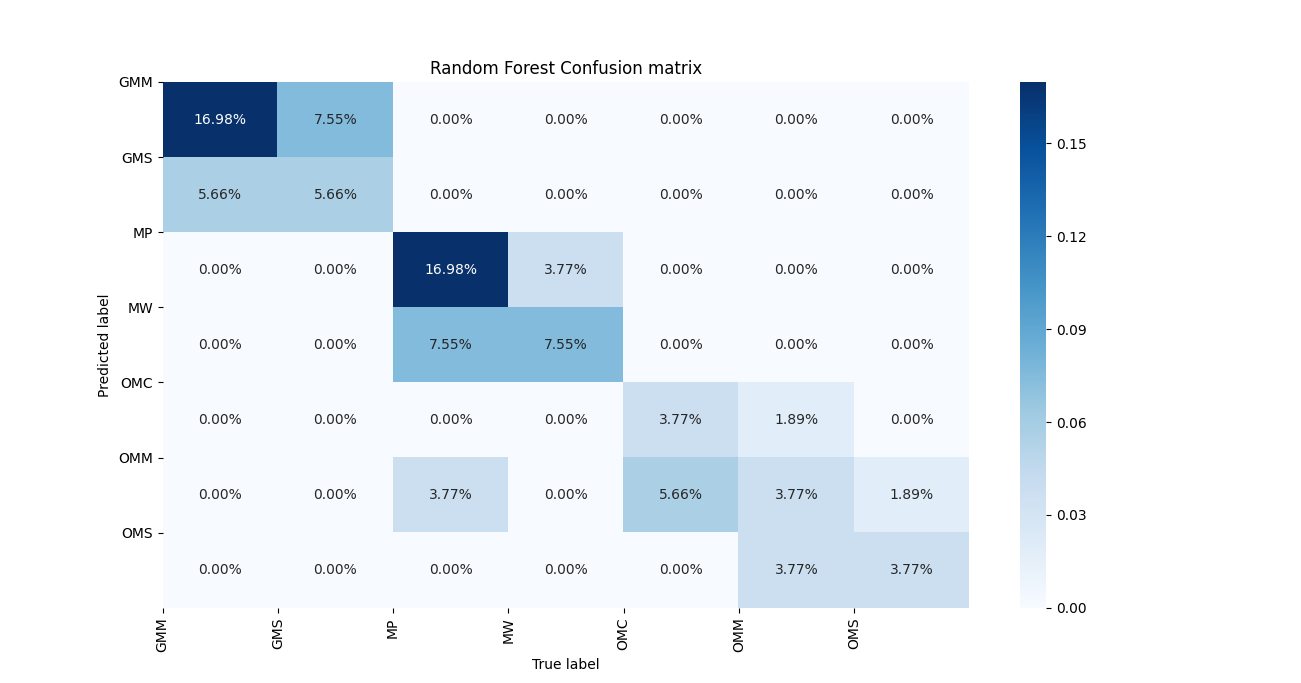 Random Forest Confusion matrix
GMM
16.98% 7.55% 0.00% 0.00% 0.00% 0.00% 0.00%
GMS
5.66% 5.66% 0.00% 0.00% 0.00% 0.00% 0.00%
MP
0.00% 0.00% 16.98% 3.77% 0.00% 0.00% 0.00%
MW
0.00% 0.00% 7.55% 7.55% 0.00% 0.00% 0.00%
OMC
0.00% 0.00% 0.00% 0.00% 3.77% 1.89% 0.00%
OMM
0.00% 0.00% 3.77% 0.00% 5.66% 3.77% 1.89%
OMS
0.00% 0.00% 0.00% 0.00% 0.00% 3.77% 3.77%
Predicted label
GMM GMS MP MW OMC OMM OMS
True label
0.15
0.12
0.09
0.06
0.03
0.00